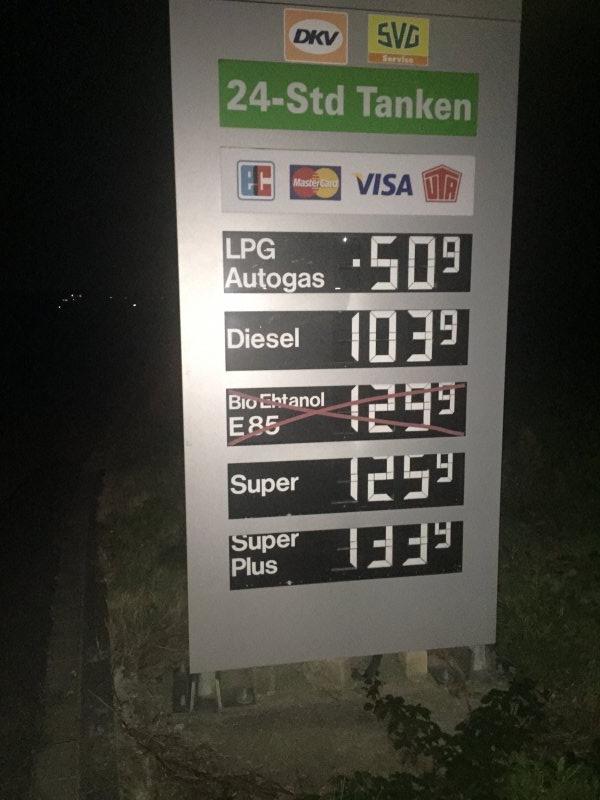 DKV SVG
Service
24-Std Tanken
EC MasterCard VISA UTA
LPG
Autogas .509
Diesel 1039
Bio Ehtanol
E85 1299
Super 1259
Super
Plus 1339